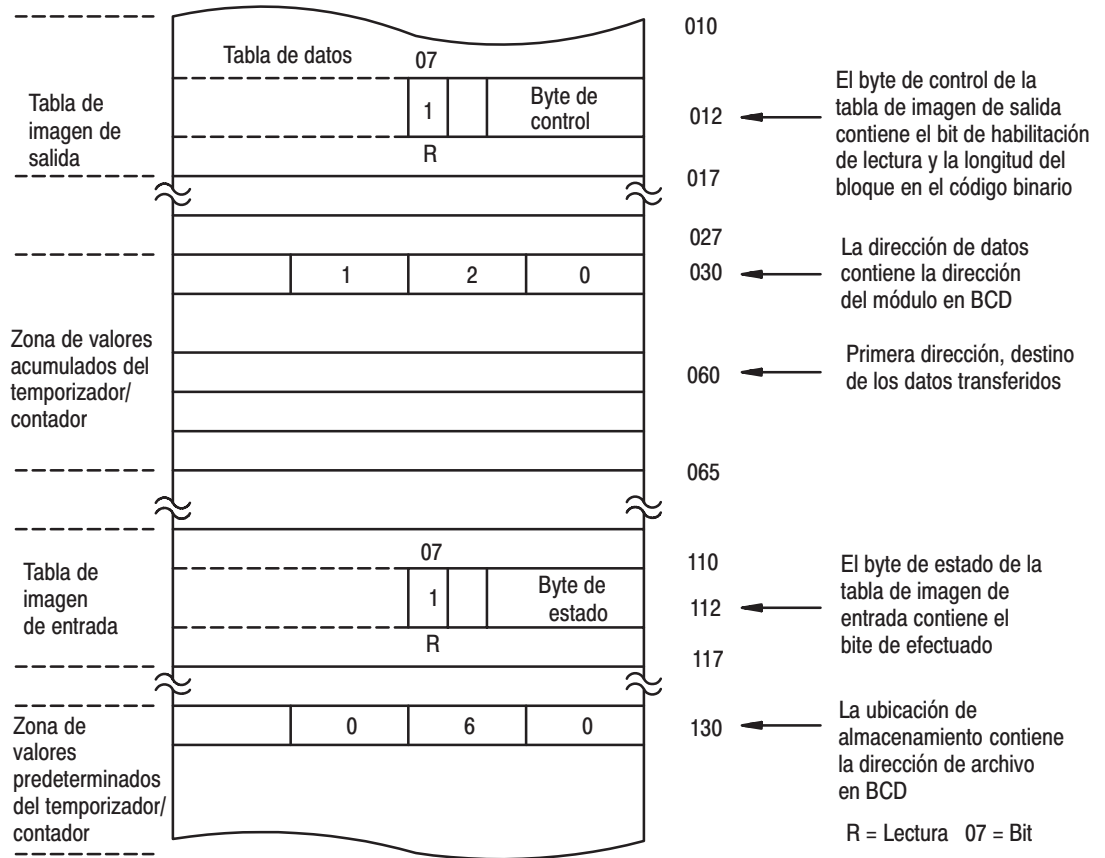 010
Tabla de datos
07
Tabla de
imagen de
salida
1
Byte de
control
012
El byte de control de la
tabla de imagen de salida
contiene el bit de habilitación
de lectura y la longitud del
bloque en el código binario
R
017
027
030
1
2
0
La dirección de datos
contiene la dirección
del módulo en BCD
Zona de valores
acumulados del
temporizador/
contador
060
Primera dirección, destino
de los datos transferidos
065
07
110
Tabla de
imagen
de entrada
1
Byte de
estado
112
El byte de estado de la
tabla de imagen de
entrada contiene el
bite de efectuado
R
117
Zona de
valores
predeterminados
del temporizador/
contador
0
6
0
130
La ubicación de
almacenamiento contiene
la dirección de archivo
en BCD
R = Lectura 07 = Bit